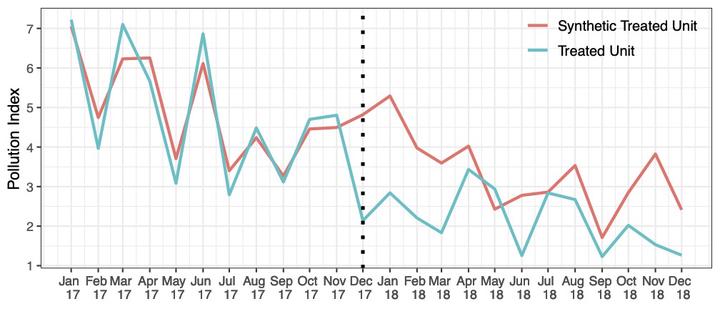 Synthetic Treated Unit
Treated Unit
Pollution Index
7
6
5
4
3
2
1
Jan Feb Mar Apr May Jun Jul Aug Sep Oct Nov Dec Jan Feb Mar Apr May Jun Jul Aug Sep Oct Nov Dec
17 17 17 17 17 17 17 17 17 17 17 17 18 18 18 18 18 18 18 18 18 18 18 18